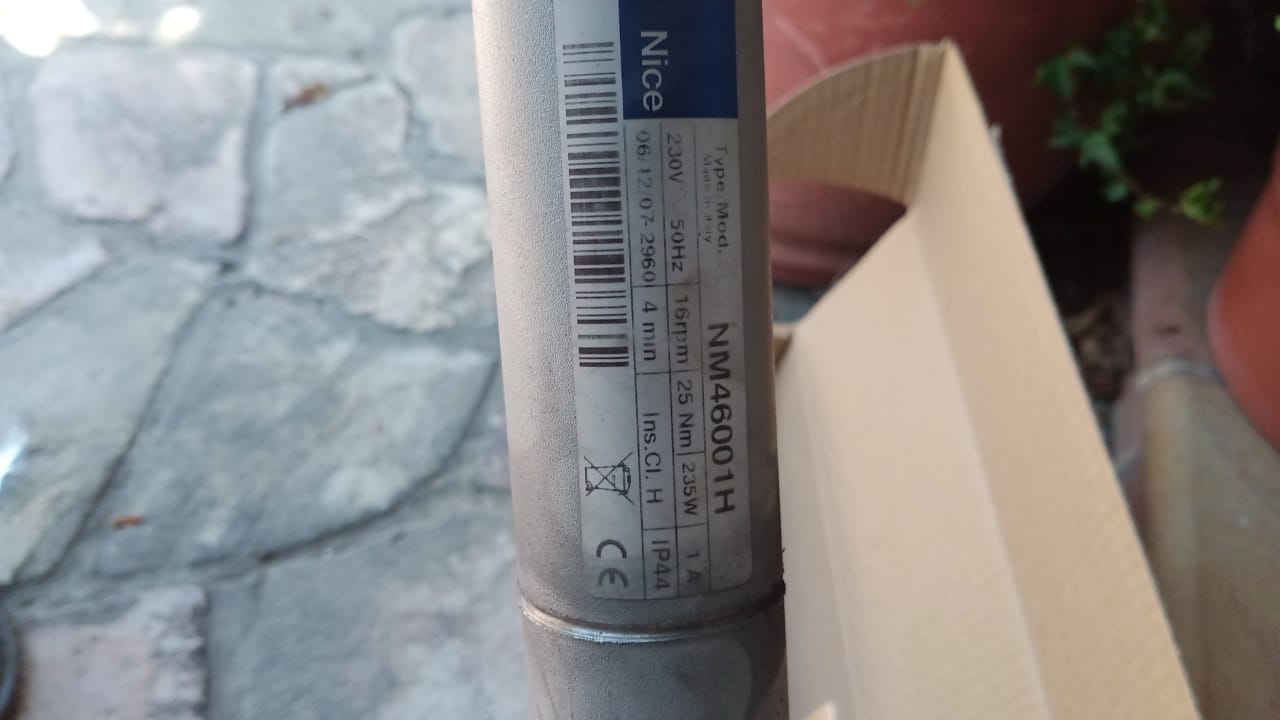 Nice
Type/Mod. NM46001H
Made in Italy
230V~ 50Hz 16rpm 25 Nm 235W 1 A
06/12/07- 2960 4 min Ins.Cl. H IP44
CE